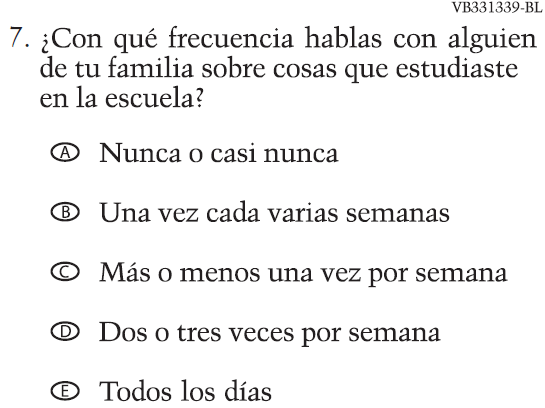 VB331339-BL
7. ¿Con qué frecuencia hablas con alguien
de tu familia sobre cosas que estudiaste
en la escuela?
A Nunca o casi nunca
B Una vez cada varias semanas
C Más o menos una vez por semana
D Dos o tres veces por semana
E Todos los días